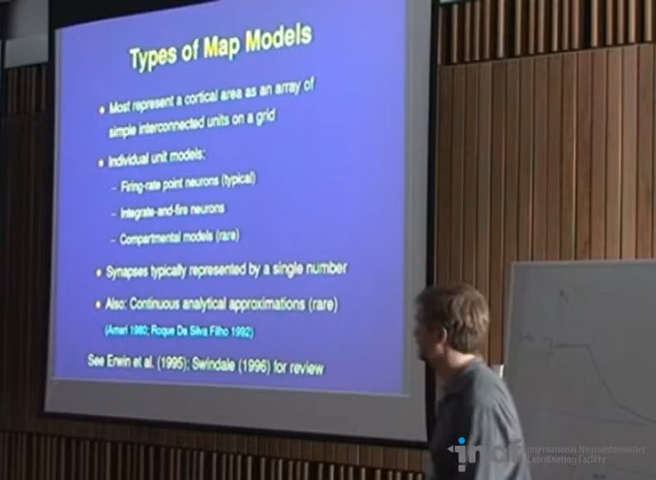 Types of Map Models
• Most represent a cortical area as an array of
simple interconnected units on a grid
• Individual unit models:
– Firing-rate point neurons (typical)
– Integrate-and-fire neurons
– Compartmental models (rare)
• Synapses typically represented by a single number
• Also: Continuous analytical approximations (rare)
(Amari 1980; Roque Da Silva Filho 1992)
See Erwin et al. (1995); Swindale (1996) for review
incf International Neuroinformatics
Coordinating Facility